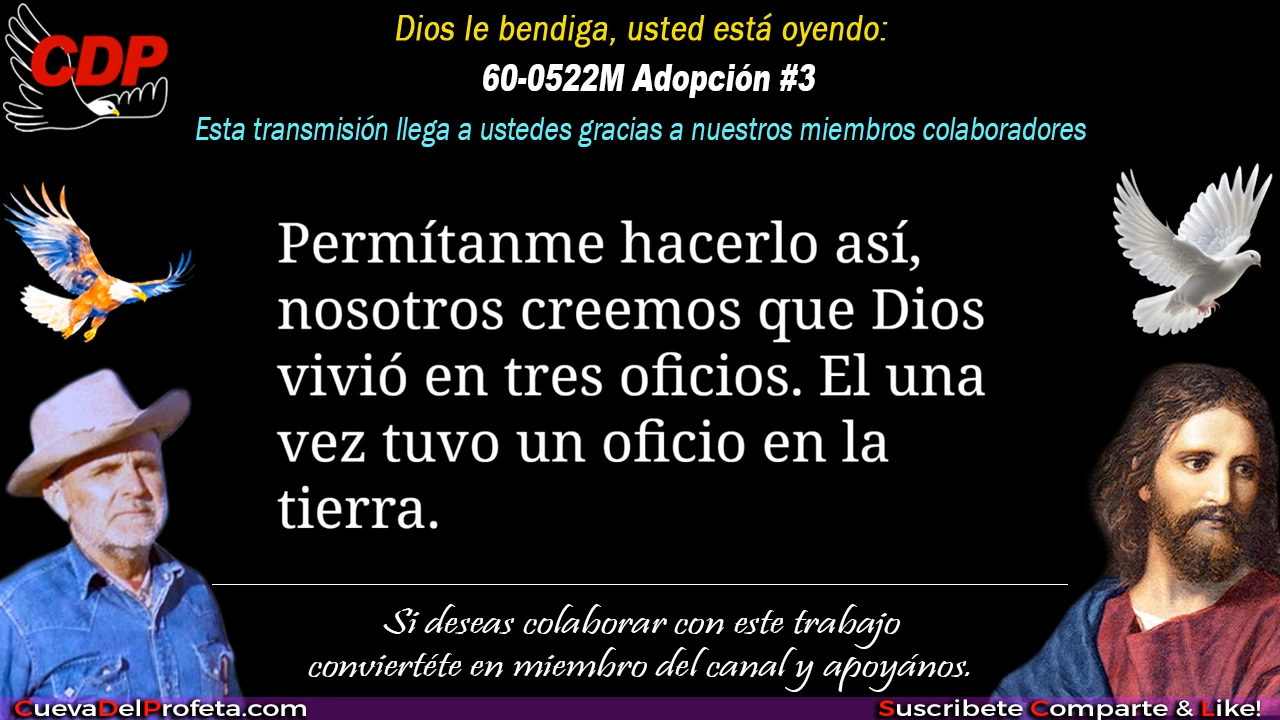 CDP
Dios le bendiga, usted está oyendo:
60-0522M Adopción #3
Esta transmisión llega a ustedes gracias a nuestros miembros colaboradores
Permítanme hacerlo así,
nosotros creemos que Dios
vivió en tres oficios. El una
vez tuvo un oficio en la
tierra.
Si deseas colaborar con este trabajo
conviertéte en miembro del canal y apoyános.
CuevaDelProfeta.com
Suscribete Comparte & Like!